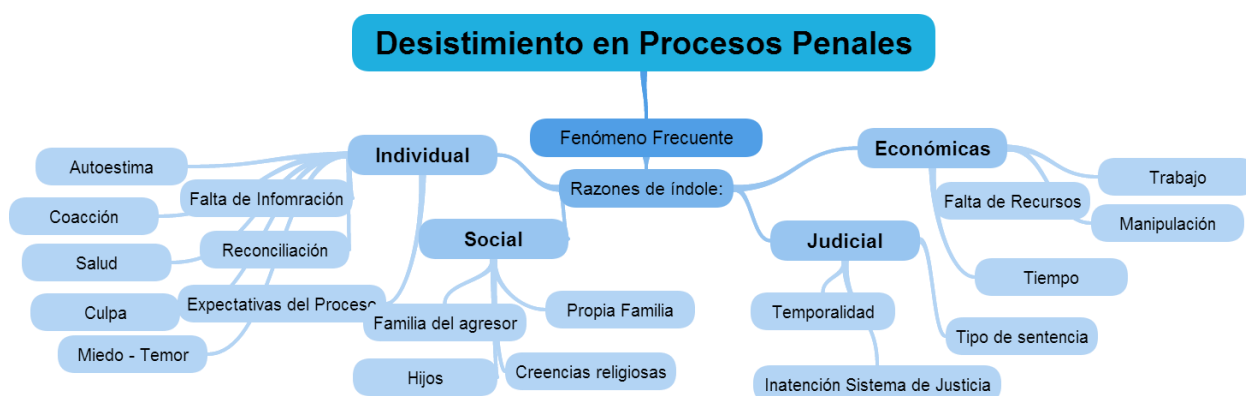 Desistimiento en Procesos Penales
Fenómeno Frecuente
Razones de índole:
Individual
Autoestima
Falta de Infomración
Coacción
Reconciliación
Salud
Expectativas del Proceso
Culpa
Miedo - Temor
Social
Familia del agresor
Propia Familia
Hijos
Creencias religiosas
Judicial
Temporalidad
Tipo de sentencia
Inatención Sistema de Justicia
Económicas
Trabajo
Falta de Recursos
Manipulación
Tiempo